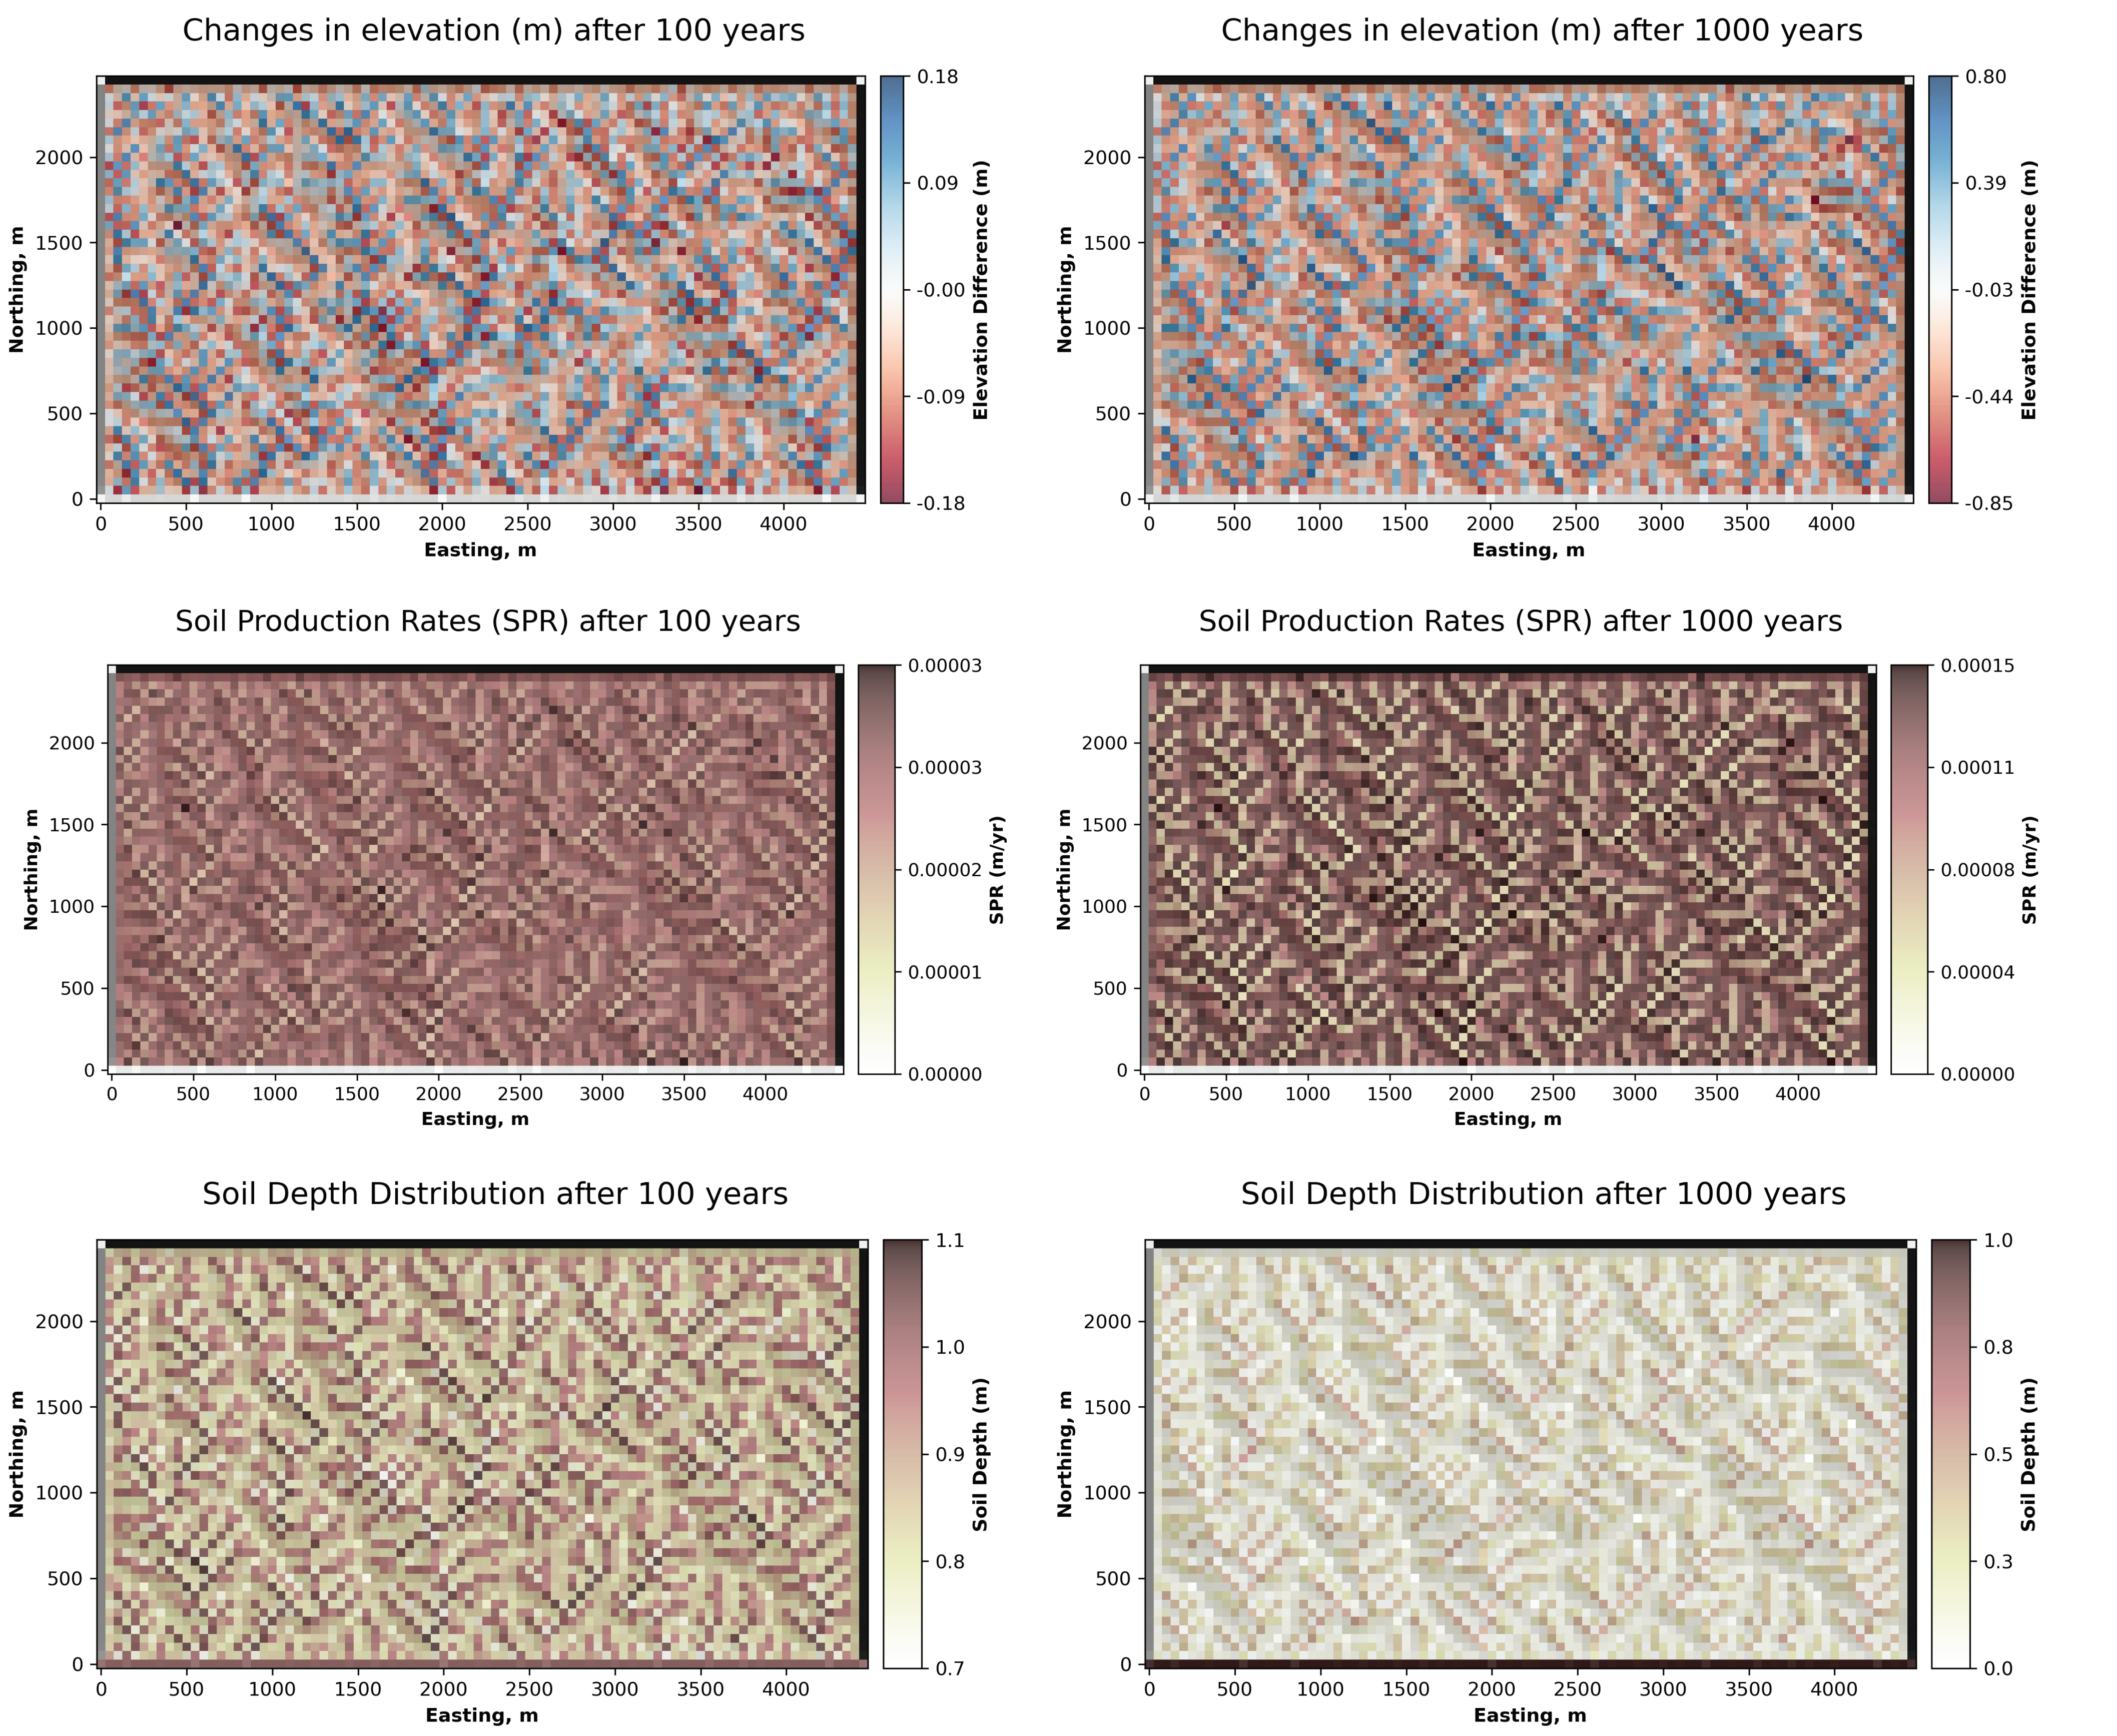 Changes in elevation (m) after 100 years
0.18
0.09
-0.00
-0.09
-0.18
Elevation Difference (m)
2000
1500
1000
500
0
Northing, m
0 500 1000 1500 2000 2500 3000 3500 4000
Easting, m
Changes in elevation (m) after 1000 years
0.80
0.39
-0.03
-0.44
-0.85
Elevation Difference (m)
2000
1500
1000
500
0
Northing, m
0 500 1000 1500 2000 2500 3000 3500 4000
Easting, m
Soil Production Rates (SPR) after 100 years
0.00003
0.00003
0.00002
0.00001
0.00000
SPR (m/yr)
2000
1500
1000
500
0
Northing, m
0 500 1000 1500 2000 2500 3000 3500 4000
Easting, m
Soil Production Rates (SPR) after 1000 years
0.00015
0.00011
0.00008
0.00004
0.00000
SPR (m/yr)
2000
1500
1000
500
0
Northing, m
0 500 1000 1500 2000 2500 3000 3500 4000
Easting, m
Soil Depth Distribution after 100 years
1.1
1.0
0.9
0.8
0.7
Soil Depth (m)
2000
1500
1000
500
0
Northing, m
0 500 1000 1500 2000 2500 3000 3500 4000
Easting, m
Soil Depth Distribution after 1000 years
1.0
0.8
0.5
0.3
0.0
Soil Depth (m)
2000
1500
1000
500
0
Northing, m
0 500 1000 1500 2000 2500 3000 3500 4000
Easting, m